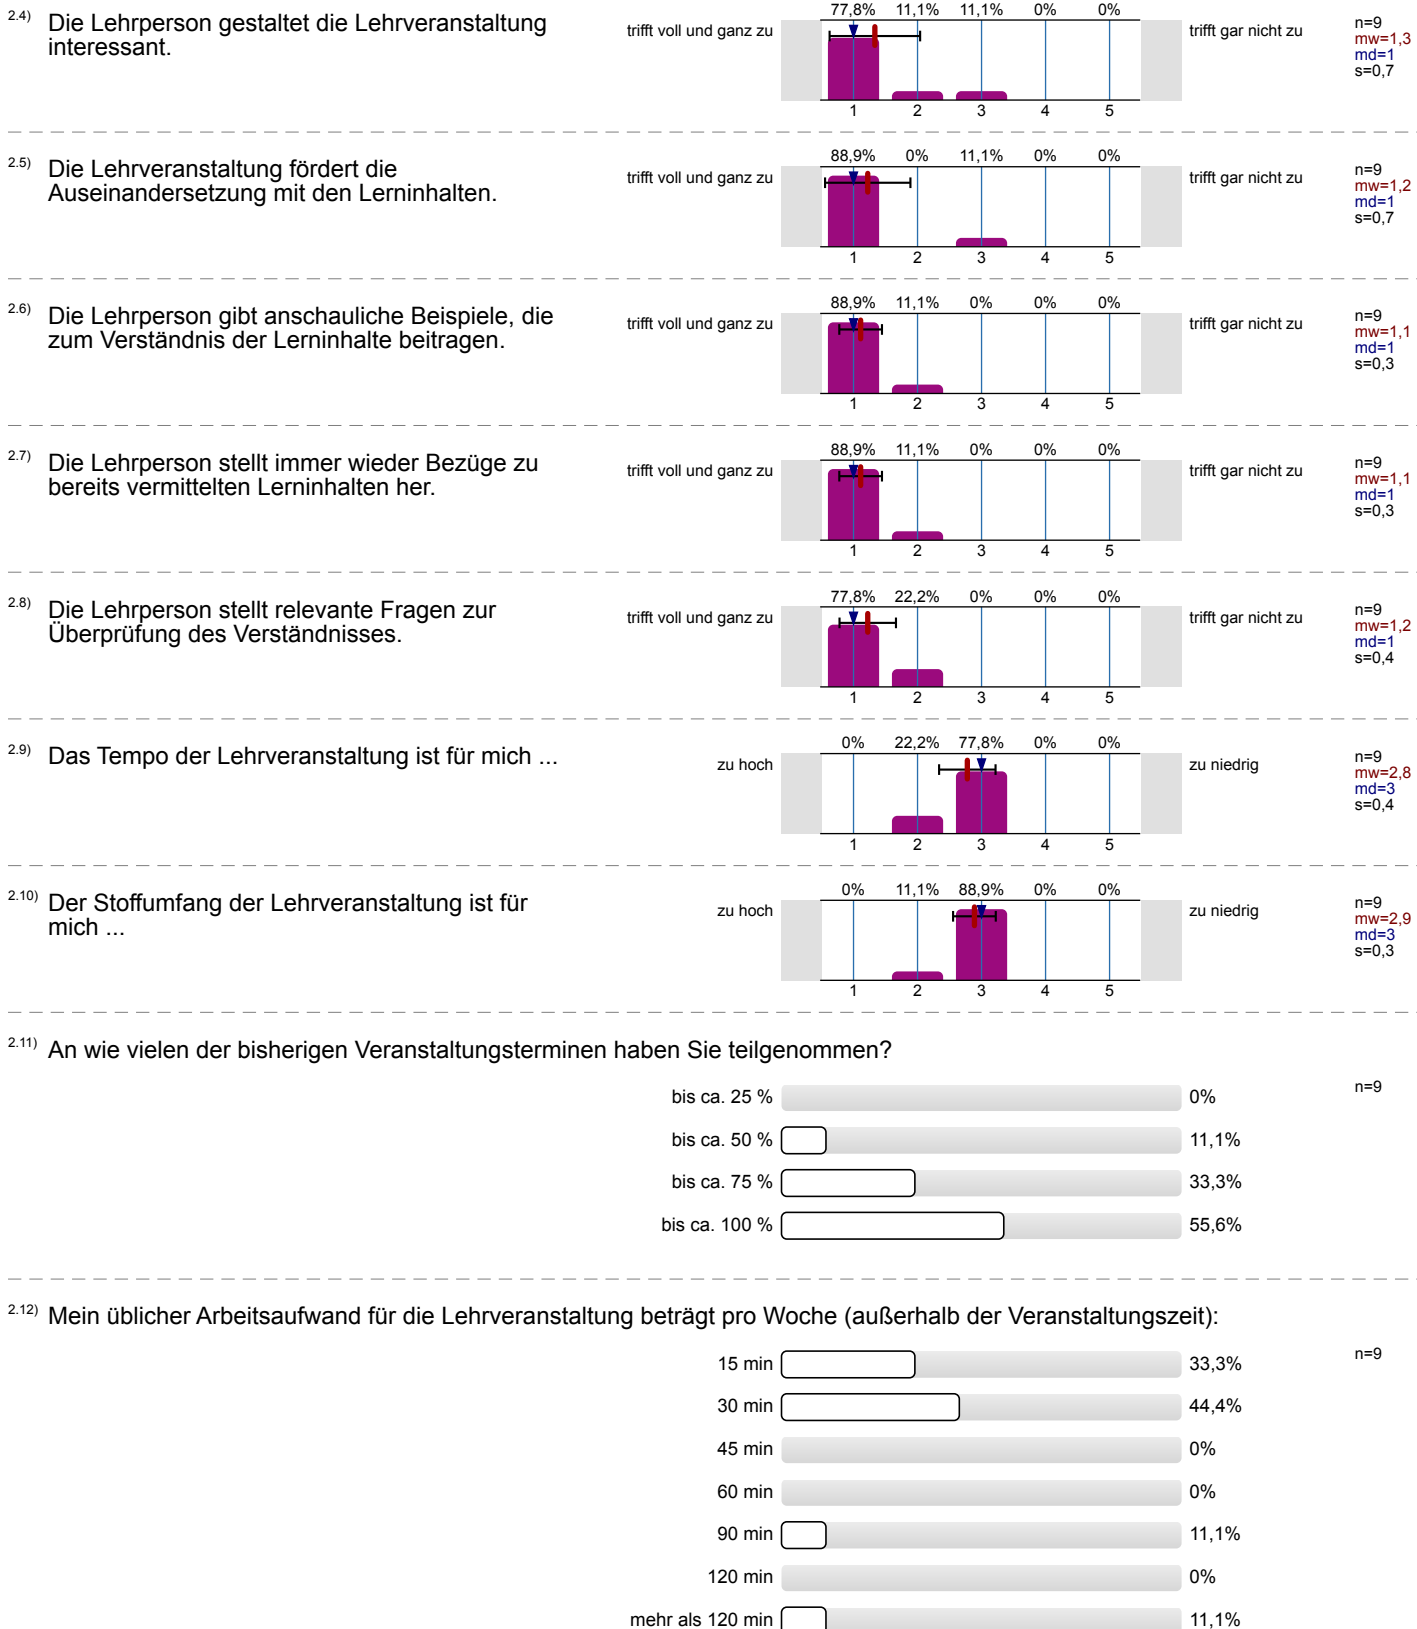 77,8% 11,1% 11,1% 0% 0%
2.4) Die Lehrperson gestaltet die Lehrveranstaltung
interessant.
trifft voll und ganz zu
trifft gar nicht zu
n=9
mw=1,3
md=1
s=0,7
1 2 3 4 5
88,9% 0% 11,1% 0% 0%
2.5) Die Lehrveranstaltung fördert die
Auseinandersetzung mit den Lerninhalten.
trifft voll und ganz zu
trifft gar nicht zu
n=9
mw=1,2
md=1
s=0,7
1 2 3 4 5
88,9% 11,1% 0% 0% 0%
2.6) Die Lehrperson gibt anschauliche Beispiele, die
zum Verständnis der Lerninhalte beitragen.
trifft voll und ganz zu
trifft gar nicht zu
n=9
mw=1,1
md=1
s=0,3
1 2 3 4 5
88,9% 11,1% 0% 0% 0%
2.7) Die Lehrperson stellt immer wieder Bezüge zu
bereits vermittelten Lerninhalten her.
trifft voll und ganz zu
trifft gar nicht zu
n=9
mw=1,1
md=1
s=0,3
1 2 3 4 5
77,8% 22,2% 0% 0% 0%
2.8) Die Lehrperson stellt relevante Fragen zur
Überprüfung des Verständnisses.
trifft voll und ganz zu
trifft gar nicht zu
n=9
mw=1,2
md=1
s=0,4
1 2 3 4 5
0% 22,2% 77,8% 0% 0%
2.9) Das Tempo der Lehrveranstaltung ist für mich ...
zu hoch
zu niedrig
n=9
mw=2,8
md=3
s=0,4
1 2 3 4 5
0% 11,1% 88,9% 0% 0%
2.10) Der Stoffumfang der Lehrveranstaltung ist für
mich ...
zu hoch
zu niedrig
n=9
mw=2,9
md=3
s=0,3
1 2 3 4 5
2.11) An wie vielen der bisherigen Veranstaltungsterminen haben Sie teilgenommen?
n=9
bis ca. 25 % 0%
bis ca. 50 % 11,1%
bis ca. 75 % 33,3%
bis ca. 100 % 55,6%
2.12) Mein üblicher Arbeitsaufwand für die Lehrveranstaltung beträgt pro Woche (außerhalb der Veranstaltungszeit):
n=9
15 min 33,3%
30 min 44,4%
45 min 0%
60 min 0%
90 min 11,1%
120 min 0%
mehr als 120 min 11,1%